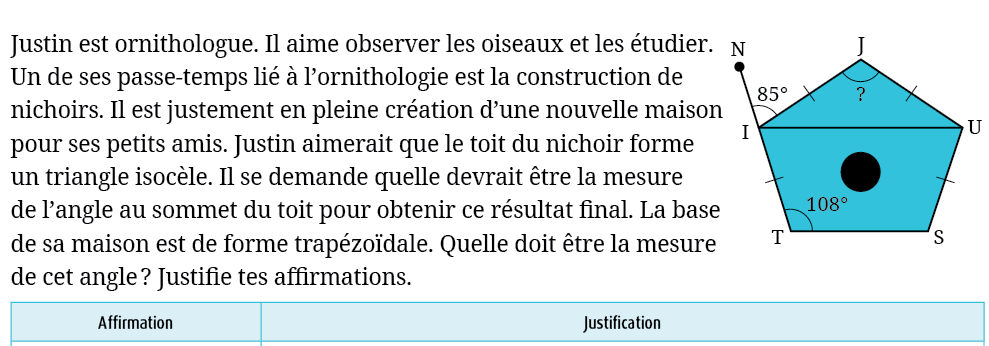 Justin est ornithologue. Il aime observer les oiseaux et les étudier.
Un de ses passe-temps lié à l’ornithologie est la construction de
nichoirs. Il est justement en pleine création d’une nouvelle maison
pour ses petits amis. Justin aimerait que le toit du nichoir forme
un triangle isocèle. Il se demande quelle devrait être la mesure
de l’angle au sommet du toit pour obtenir ce résultat final. La base
de sa maison est de forme trapézoïdale. Quelle doit être la mesure
de cet angle ? Justifie tes affirmations.
N
J
85°
?
I
U
108°
T
S
Affirmation
Justification